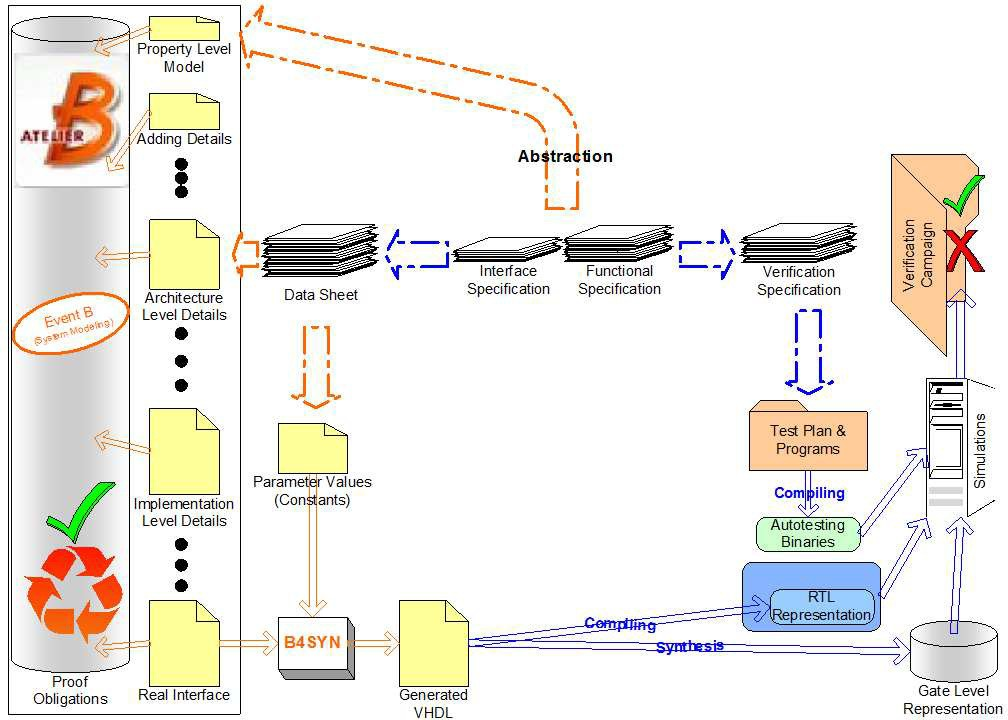 Property Level
Model
B
ATELIER
Adding Details
Abstraction
Architecture
Level Details
Data Sheet
Interface
Specification
Functional
Specification
Verification
Specification
Verification
Campaign
Event B
(System Modeling)
Implementation
Level Details
Parameter Values
(Constants)
Test Plan &
Programs
Compiling
Autotesting
Binaries
Simulations
RTL
Representation
Compiling
Synthesis
B4SYN
Proof
Obligations
Real Interface
Generated
VHDL
Gate Level
Representation